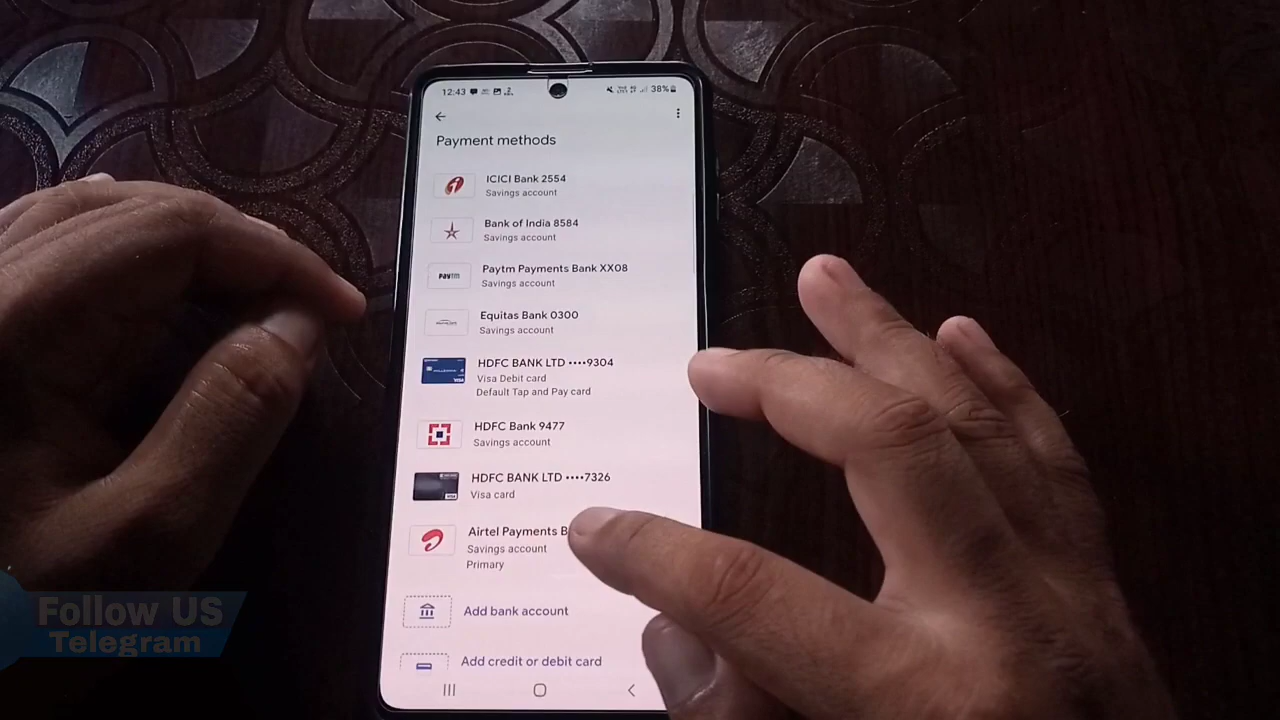 12:43
38%
Payment methods
ICICI Bank 2554
Savings account
Bank of India 8584
Savings account
Paytm
Paytm Payments Bank XX08
Savings account
Equitas Bank 0300
Savings account
HDFC BANK LTD ••••9304
Visa Debit card
Default Tap and Pay card
VISA
HDFC Bank 9477
Savings account
HDFC BANK LTD ••••7326
Visa card
VISA
Airtel Payments B
Savings account
Primary
Add bank account
Add credit or debit card
Follow US
Telegram